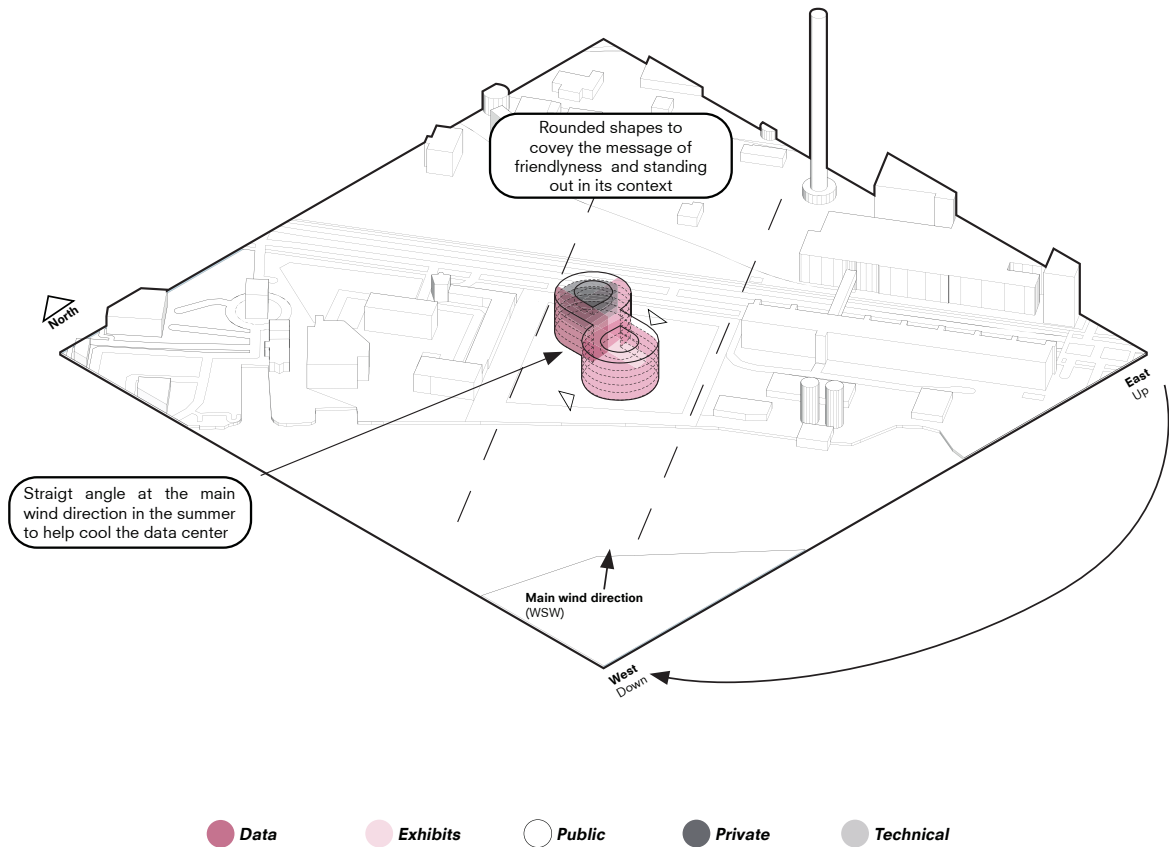 Rounded shapes to
covey the message of
friendlyness and standing
out in its context
North
East
Up
Straigt angle at the main
wind direction in the summer
to help cool the data center
Main wind direction
(WSW)
West
Down
Data
Exhibits
Public
Private
Technical